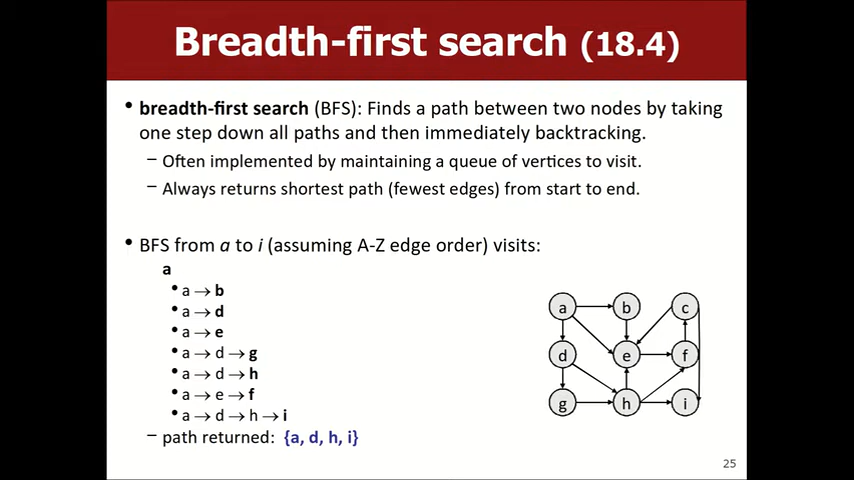 Breadth-first search (18.4)
• breadth-first search (BFS): Finds a path between two nodes by taking
one step down all paths and then immediately backtracking.
– Often implemented by maintaining a queue of vertices to visit.
– Always returns shortest path (fewest edges) from start to end.
• BFS from a to i (assuming A-Z edge order) visits:
a
• a → b
• a → d
• a → e
• a → d → g
• a → d → h
• a → e → f
• a → d → h → i
– path returned: {a, d, h, i}
a b c
d e f
g h i
25